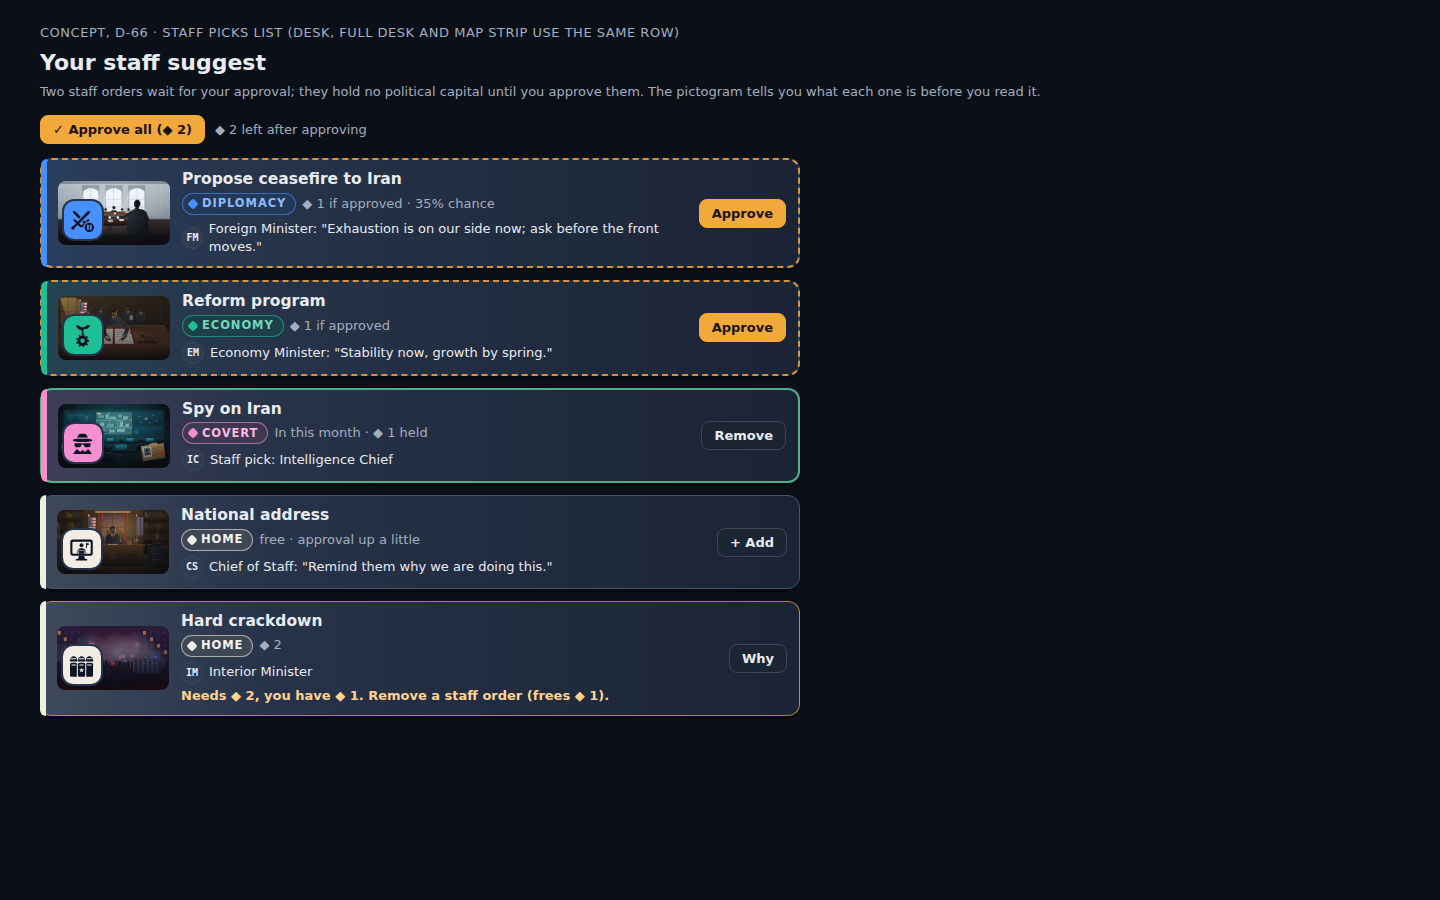 CONCEPT, D-66 · STAFF PICKS LIST (DESK, FULL DESK AND MAP STRIP USE THE SAME ROW)
Your staff suggest
Two staff orders wait for your approval; they hold no political capital until you approve them. The pictogram tells you what each one is before you read it.
✓ Approve all (◆ 2) ◆ 2 left after approving
Propose ceasefire to Iran
◆ DIPLOMACY ◆ 1 if approved · 35% chance
FM Foreign Minister: "Exhaustion is on our side now; ask before the front
moves."
Approve
Reform program
◆ ECONOMY ◆ 1 if approved
EM Economy Minister: "Stability now, growth by spring."
Approve
Spy on Iran
◆ COVERT In this month · ◆ 1 held
IC Staff pick: Intelligence Chief
Remove
National address
◆ HOME free · approval up a little
CS Chief of Staff: "Remind them why we are doing this."
+ Add
Hard crackdown
◆ HOME ◆ 2
IM Interior Minister
Needs ◆ 2, you have ◆ 1. Remove a staff order (frees ◆ 1).
Why